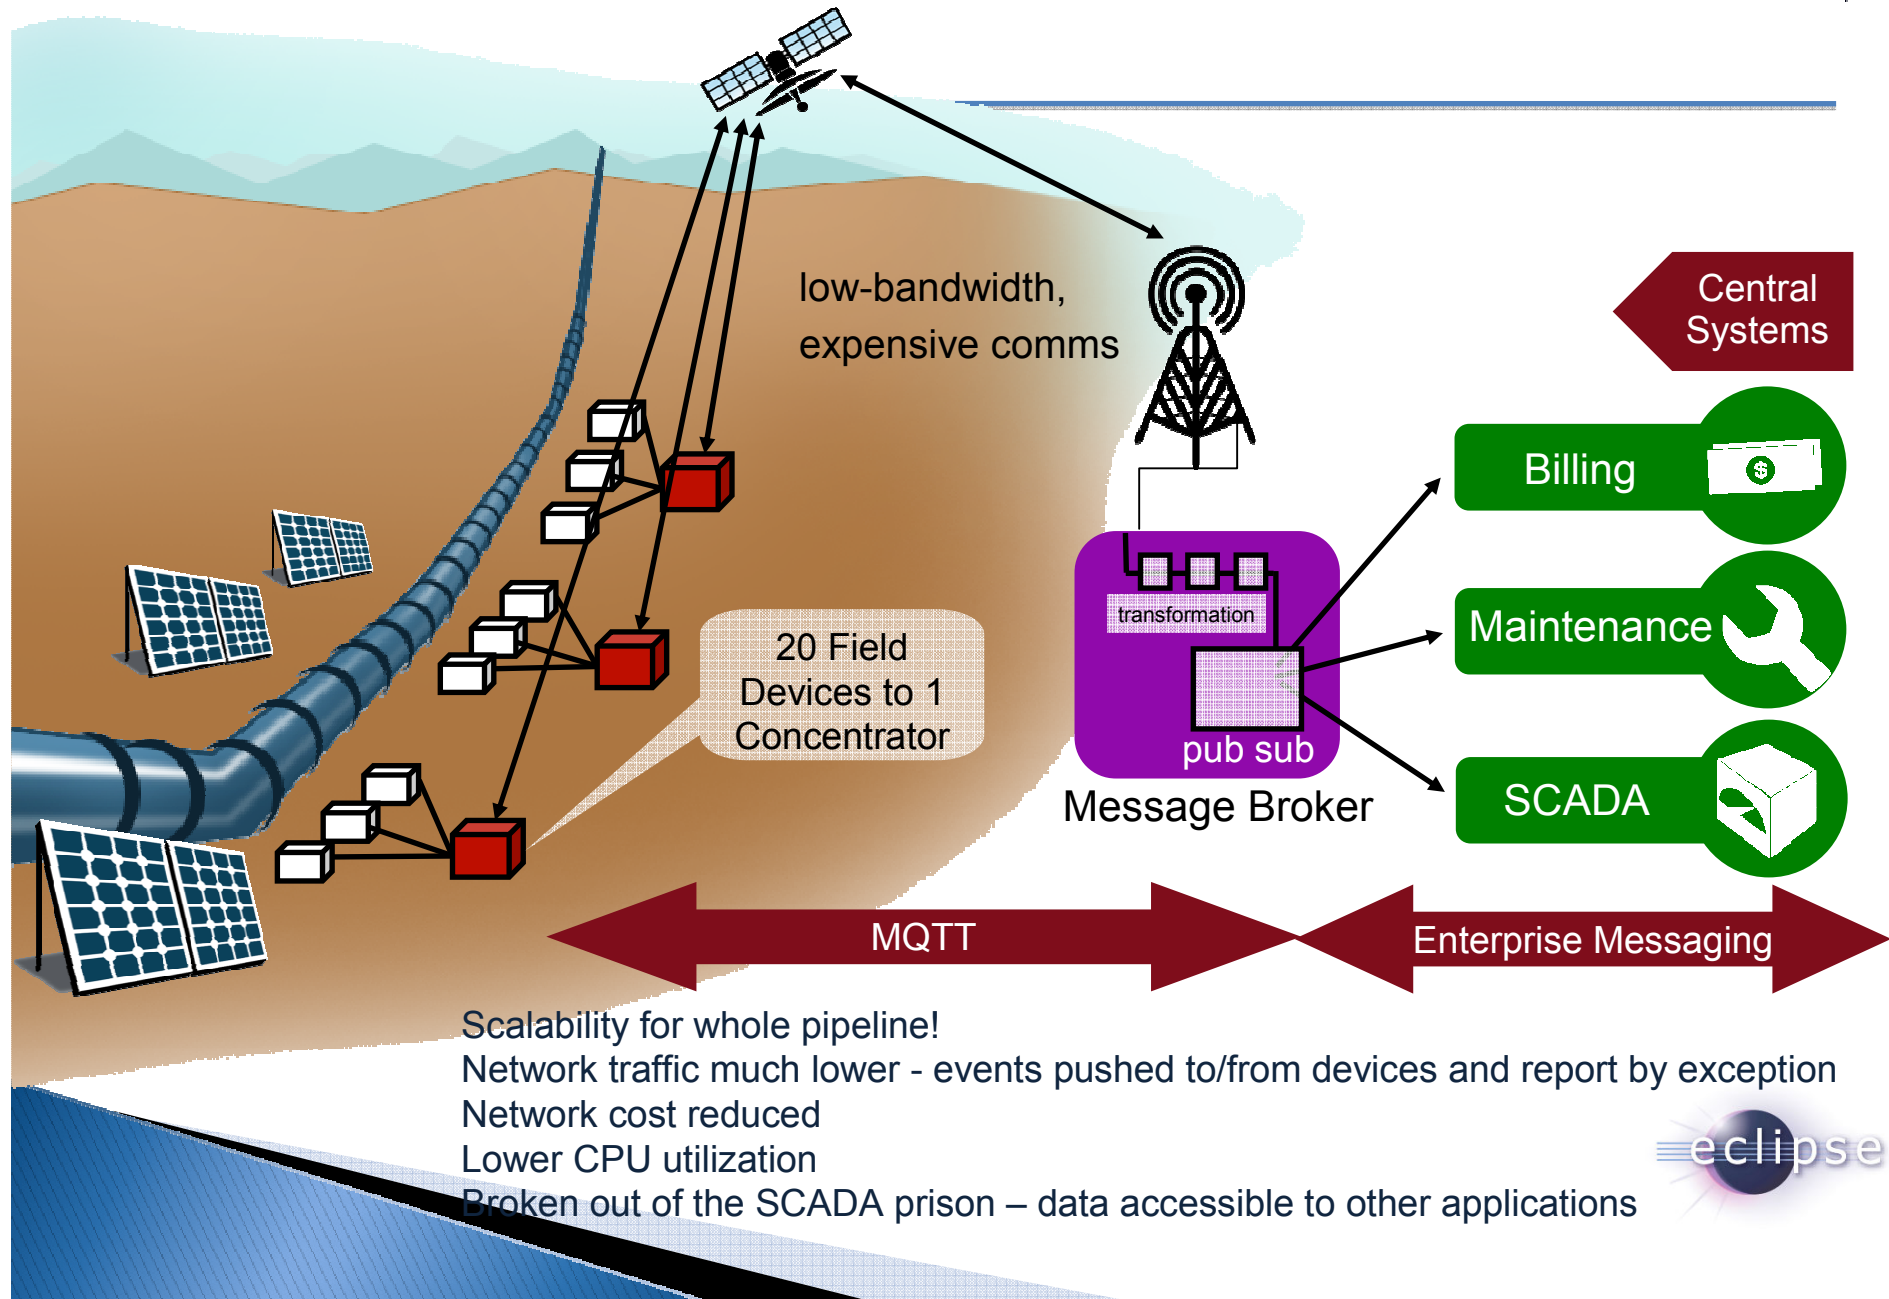 low-bandwidth,
expensive comms
Central
Systems
Billing
$
Maintenance
SCADA
transformation
pub sub
Message Broker
20 Field
Devices to 1
Concentrator
MQTT
Enterprise Messaging
Scalability for whole pipeline!
Network traffic much lower - events pushed to/from devices and report by exception
Network cost reduced
Lower CPU utilization
Broken out of the SCADA prison – data accessible to other applications
eclipse